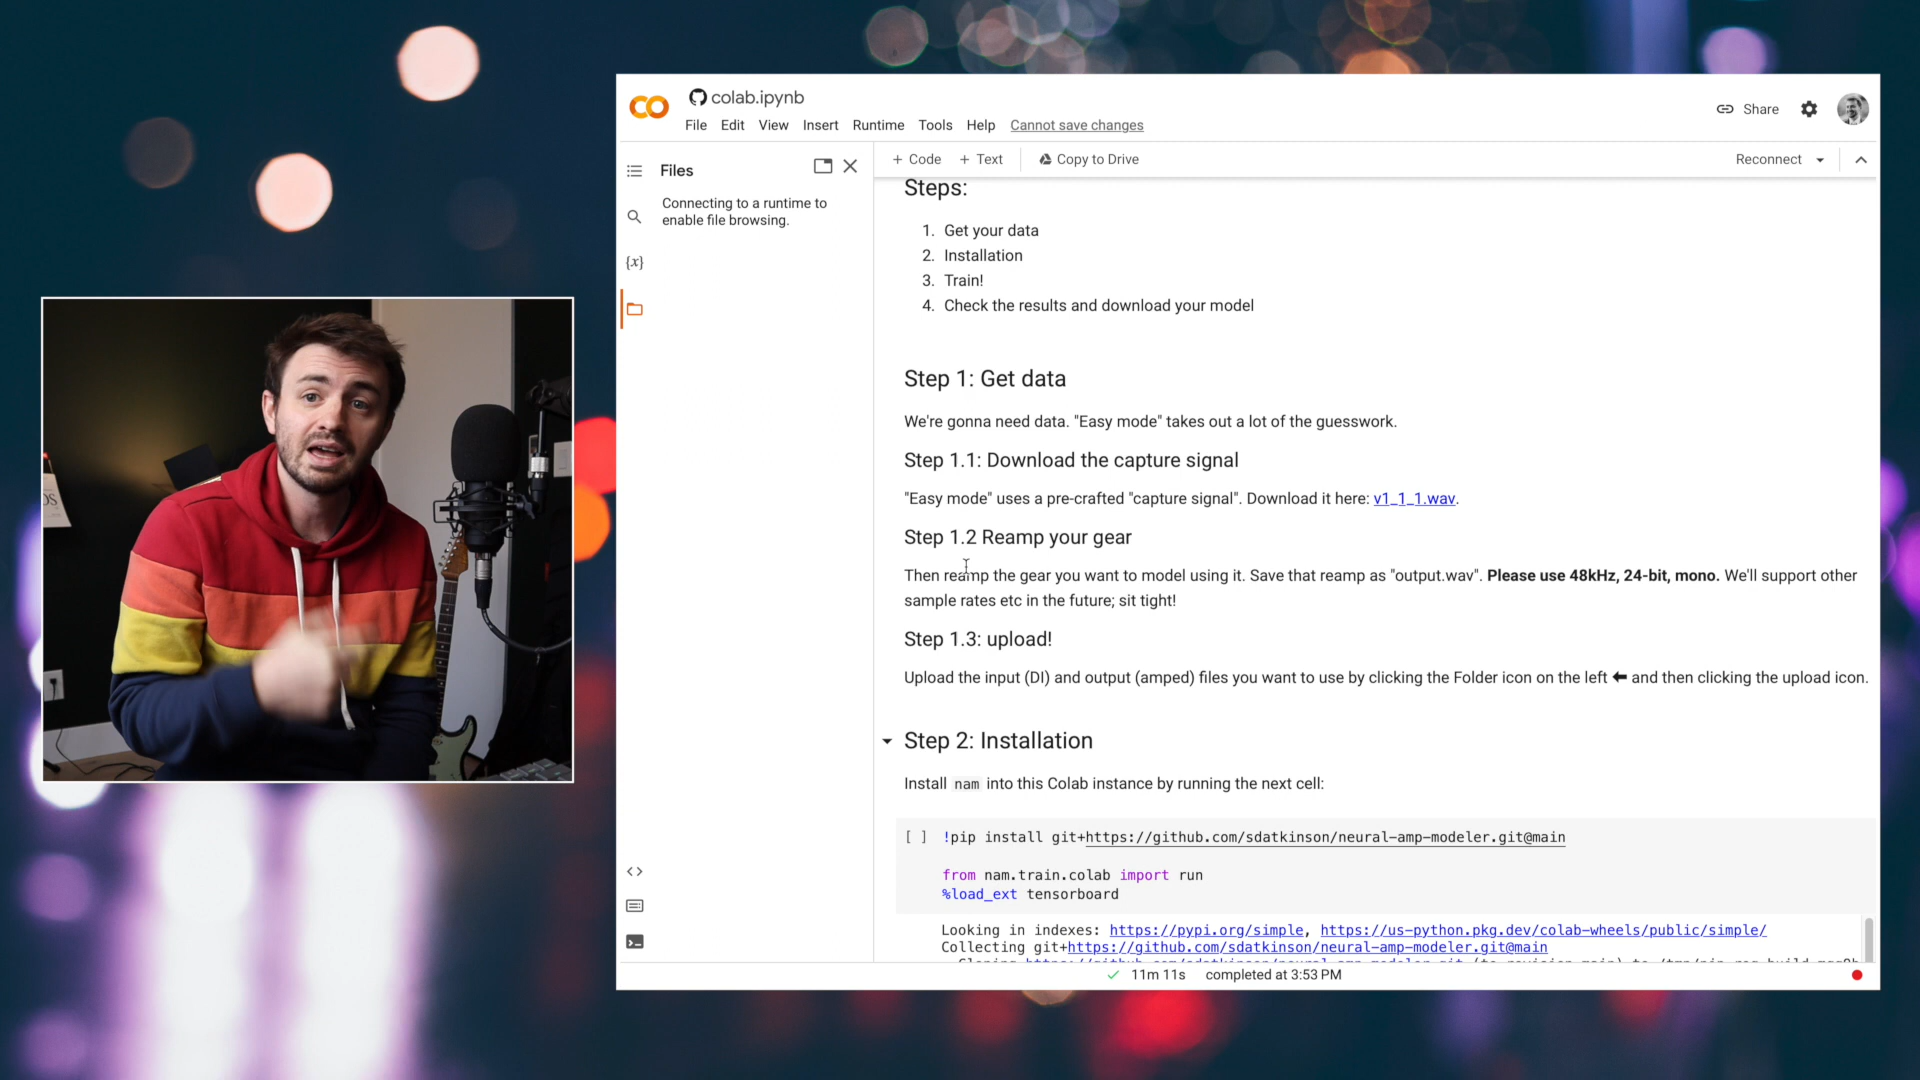 colab.ipynb
File Edit View Insert Runtime Tools Help Cannot save changes
Share
Files
Connecting to a runtime to
enable file browsing.
+ Code + Text Copy to Drive
Reconnect
{x}
Steps:
1. Get your data
2. Installation
3. Train!
4. Check the results and download your model
Step 1: Get data
We're gonna need data. "Easy mode" takes out a lot of the guesswork.
Step 1.1: Download the capture signal
"Easy mode" uses a pre-crafted "capture signal". Download it here: v1_1_1.wav.
Step 1.2 Reamp your gear
Then reamp the gear you want to model using it. Save that reamp as "output.wav". Please use 48kHz, 24-bit, mono. We'll support other
sample rates etc in the future; sit tight!
Step 1.3: upload!
Upload the input (DI) and output (amped) files you want to use by clicking the Folder icon on the left ⬅ and then clicking the upload icon.
Step 2: Installation
Install nam into this Colab instance by running the next cell:
[ ] !pip install git+https://github.com/sdatkinson/neural-amp-modeler.git@main
from nam.train.colab import run
%load_ext tensorboard
Looking in indexes: https://pypi.org/simple, https://us-python.pkg.dev/colab-wheels/public/simple/
Collecting git+https://github.com/sdatkinson/neural-amp-modeler.git@main
11m 11s completed at 3:53 PM